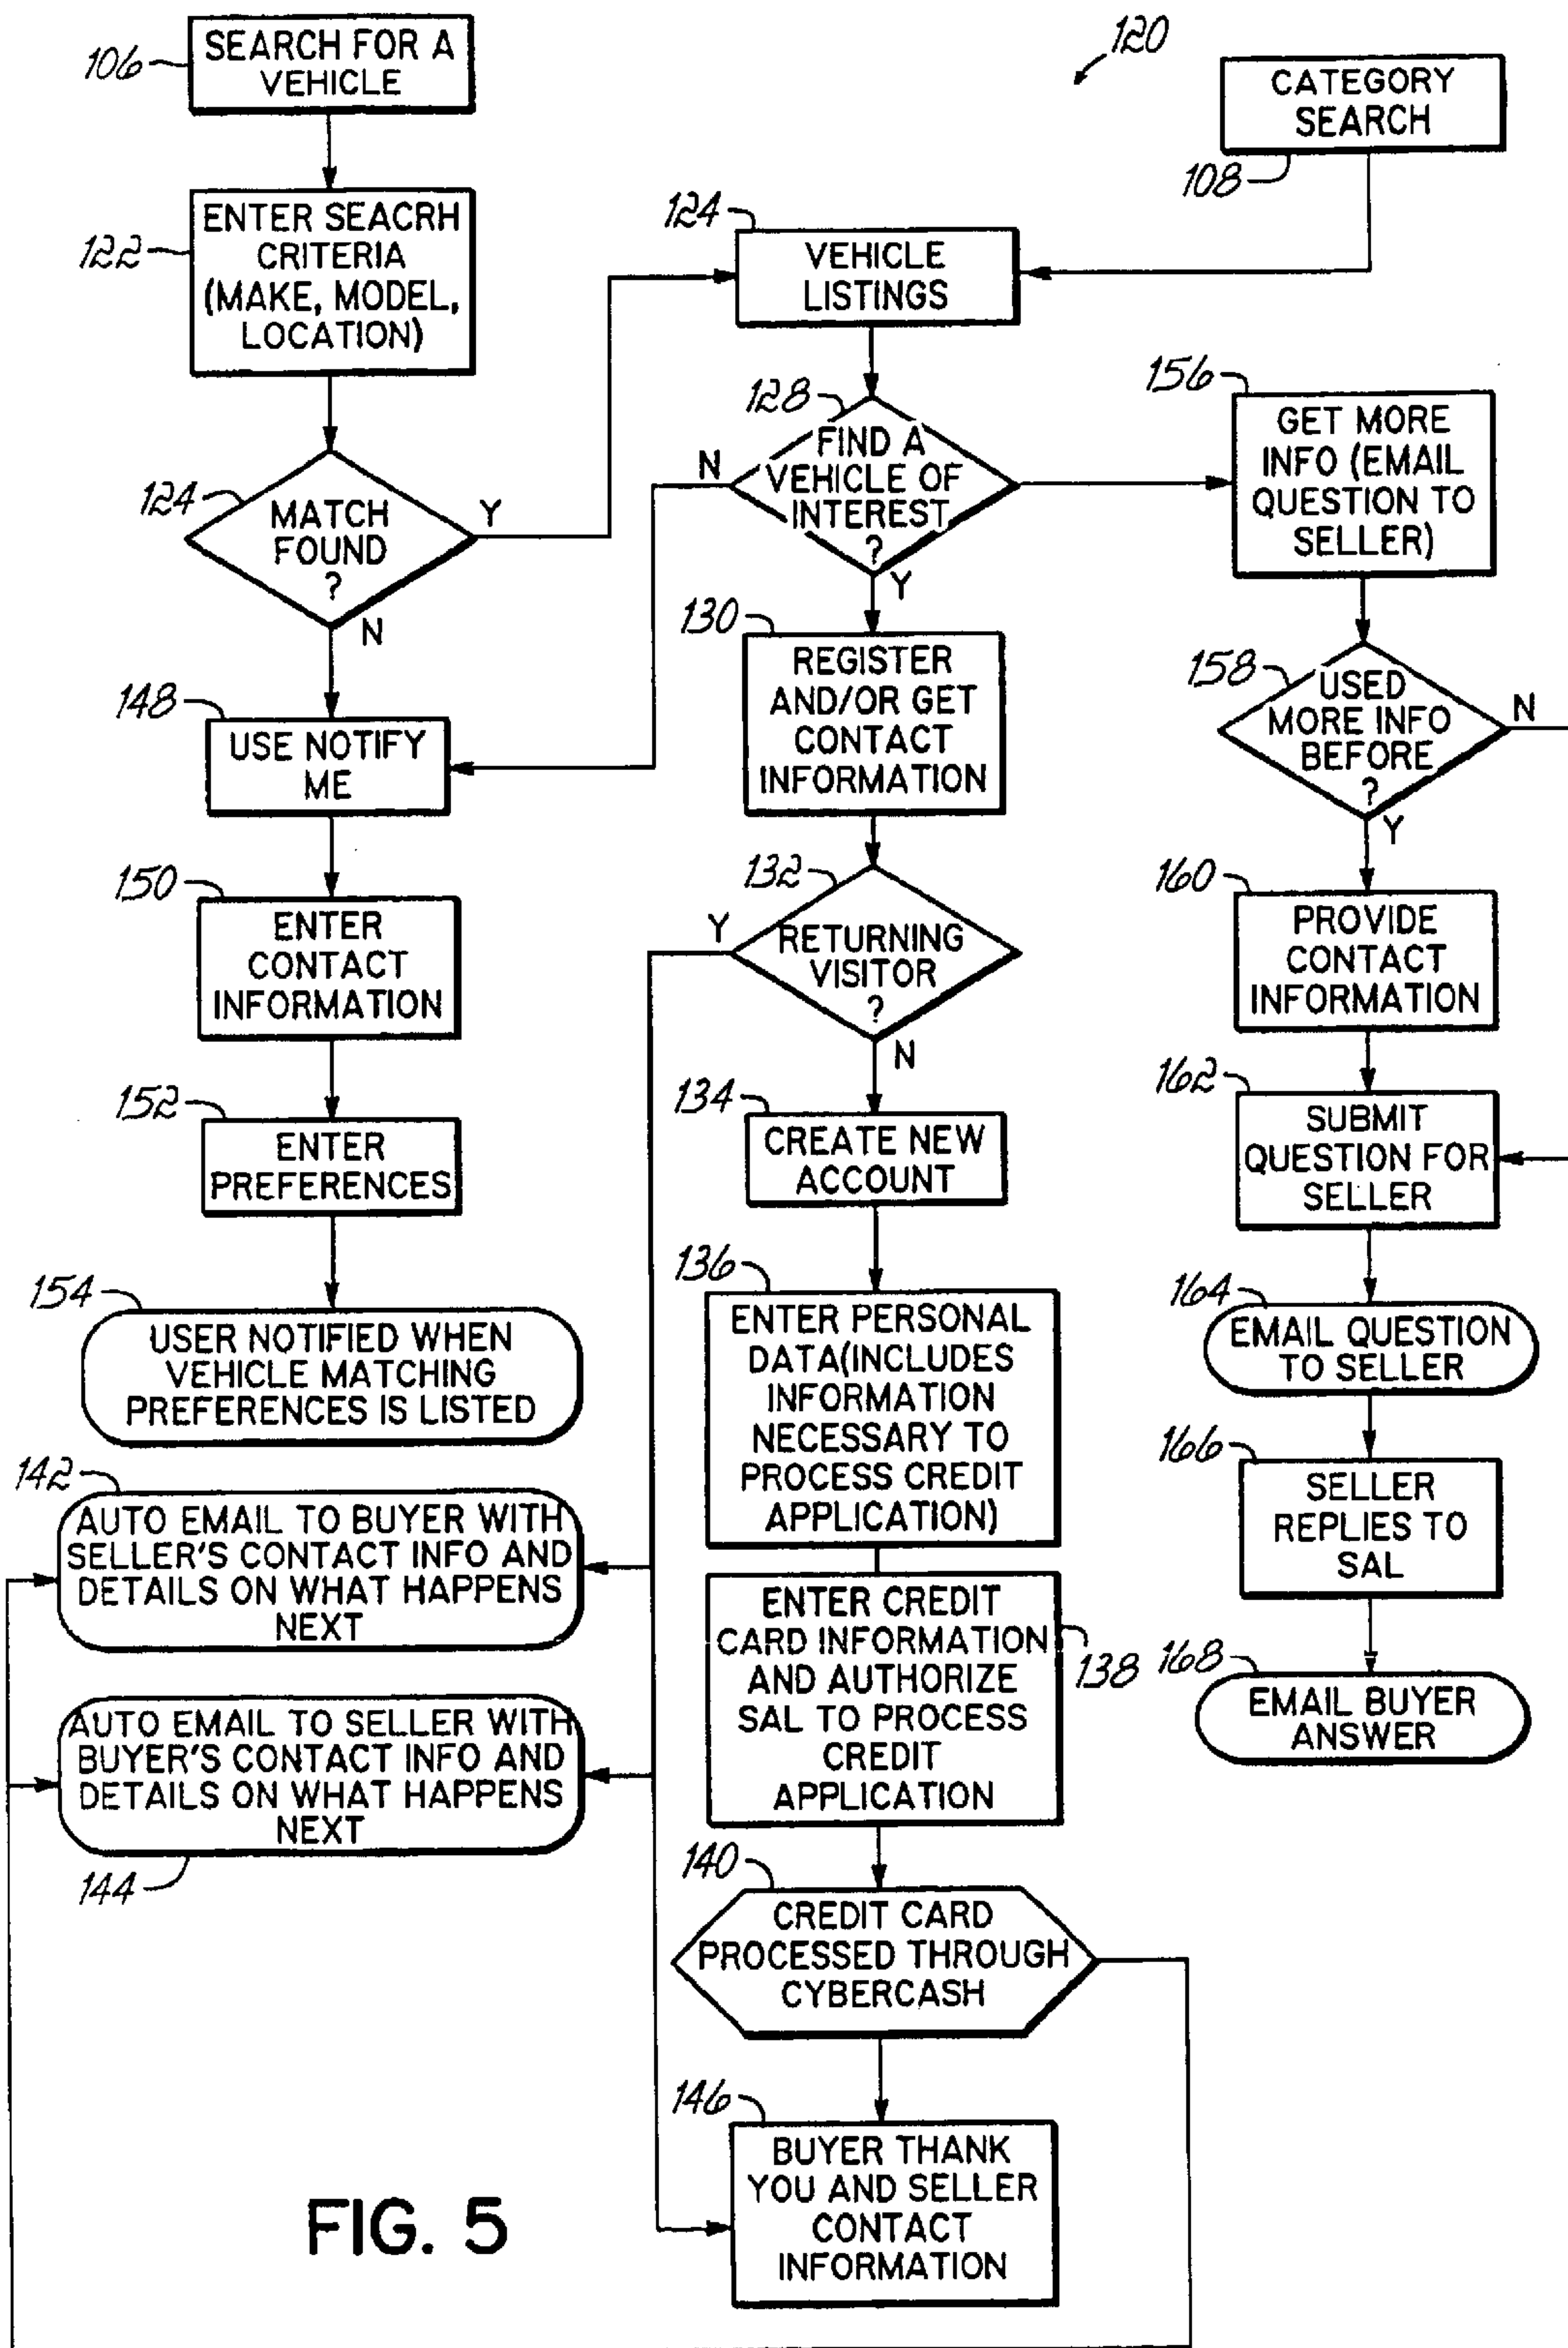 106
SEARCH FOR A
VEHICLE
120
CATEGORY
SEARCH
108
122
ENTER SEACRH
CRITERIA
(MAKE, MODEL,
LOCATION)
124
VEHICLE
LISTINGS
124
MATCH
FOUND
?
Y
N
128
FIND A
VEHICLE OF
INTEREST
?
N
Y
156
GET MORE
INFO (EMAIL
QUESTION TO
SELLER)
148
USE NOTIFY
ME
130
REGISTER
AND/OR GET
CONTACT
INFORMATION
158
USED
MORE INFO
BEFORE
?
N
Y
150
ENTER
CONTACT
INFORMATION
132
RETURNING
VISITOR
?
Y
N
160
PROVIDE
CONTACT
INFORMATION
152
ENTER
PREFERENCES
134
CREATE NEW
ACCOUNT
162
SUBMIT
QUESTION FOR
SELLER
154
USER NOTIFIED WHEN
VEHICLE MATCHING
PREFERENCES IS LISTED
136
ENTER PERSONAL
DATA(INCLUDES
INFORMATION
NECESSARY TO
PROCESS CREDIT
APPLICATION)
164
EMAIL QUESTION
TO SELLER
142
AUTO EMAIL TO BUYER WITH
SELLER'S CONTACT INFO AND
DETAILS ON WHAT HAPPENS
NEXT
166
SELLER
REPLIES TO
SAL
ENTER CREDIT
CARD INFORMATION
AND AUTHORIZE
SAL TO PROCESS
CREDIT
APPLICATION
138
168
EMAIL BUYER
ANSWER
AUTO EMAIL TO SELLER WITH
BUYER'S CONTACT INFO AND
DETAILS ON WHAT HAPPENS
NEXT
144
140
CREDIT CARD
PROCESSED THROUGH
CYBERCASH
146
BUYER THANK
YOU AND SELLER
CONTACT
INFORMATION
FIG. 5